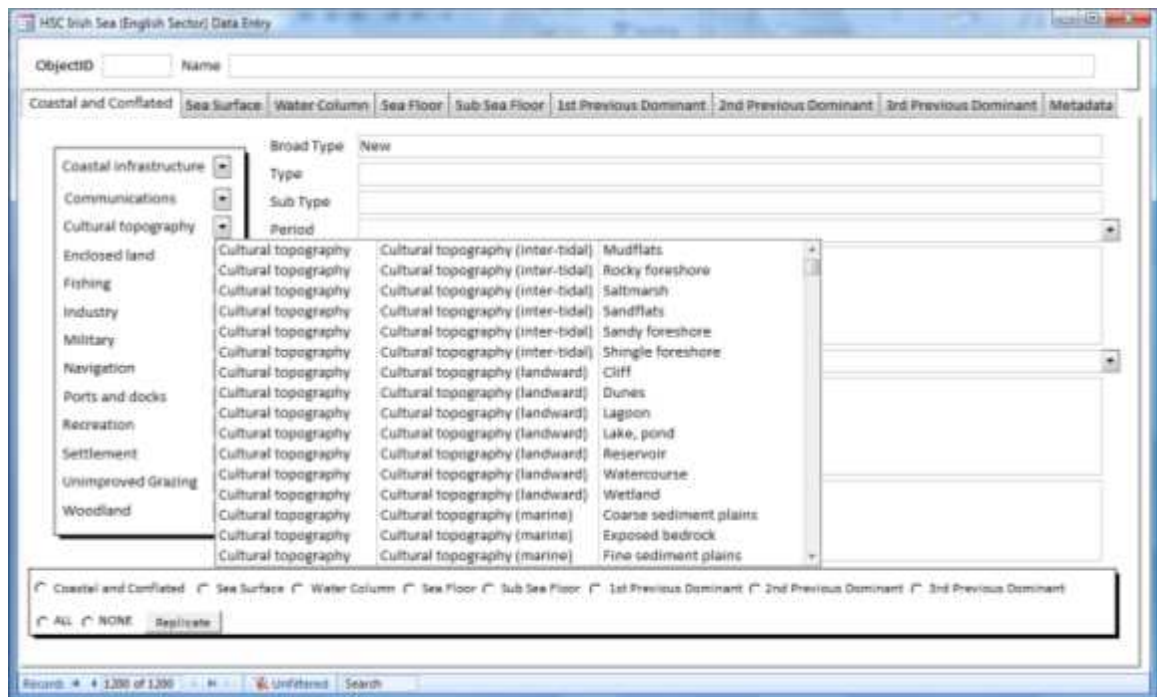 HSC Irish Sea (English Sector) Data Entry
ObjectID Name
Coastal and Conflated Sea Surface Water Column Sea Floor Sub Sea Floor 1st Previous Dominant 2nd Previous Dominant 3rd Previous Dominant Metadata
Broad Type New
Coastal infrastructure
Type
Communications
Sub Type
Cultural topography
Period
Enclosed land
Fishing
Industry
Military
Navigation
Ports and docks
Recreation
Settlement
Unimproved Grazing
Woodland
Cultural topography Cultural topography (inter-tidal) Mudflats
Cultural topography Cultural topography (inter-tidal) Rocky foreshore
Cultural topography Cultural topography (inter-tidal) Saltmarsh
Cultural topography Cultural topography (inter-tidal) Sandflats
Cultural topography Cultural topography (inter-tidal) Sandy foreshore
Cultural topography Cultural topography (inter-tidal) Shingle foreshore
Cultural topography Cultural topography (landward) Cliff
Cultural topography Cultural topography (landward) Dunes
Cultural topography Cultural topography (landward) Lagoon
Cultural topography Cultural topography (landward) Lake, pond
Cultural topography Cultural topography (landward) Reservoir
Cultural topography Cultural topography (landward) Watercourse
Cultural topography Cultural topography (landward) Wetland
Cultural topography Cultural topography (marine) Coarse sediment plains
Cultural topography Cultural topography (marine) Exposed bedrock
Cultural topography Cultural topography (marine) Fine sediment plains
Coastal and Conflated Sea Surface Water Column Sea Floor Sub Sea Floor 1st Previous Dominant 2nd Previous Dominant 3rd Previous Dominant
ALL NONE Replicate
Record: 1200 of 1200 Unfiltered Search